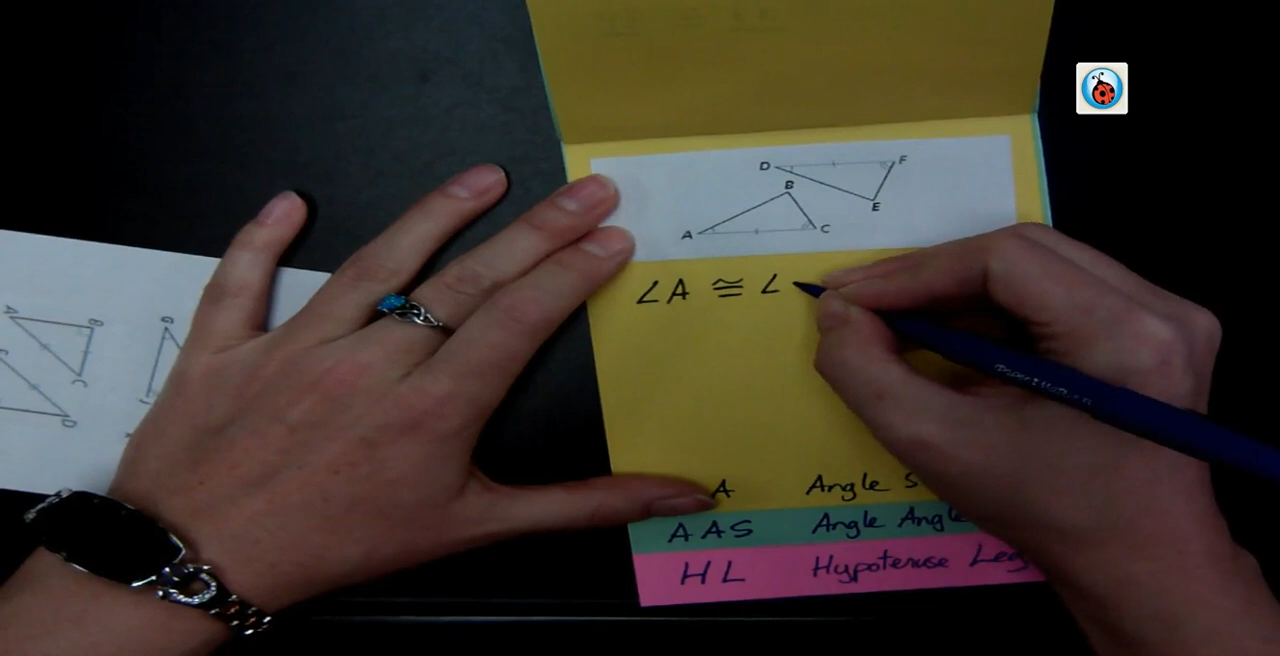 D F
B
E
A C
∠A ≅ ∠
A Angle S
AAS Angle Angle
HL Hypotenuse Leg
A B
C
D
G